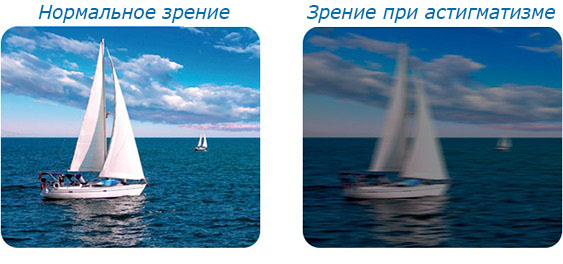 Нормальное зрение
Зрение при астигматизме